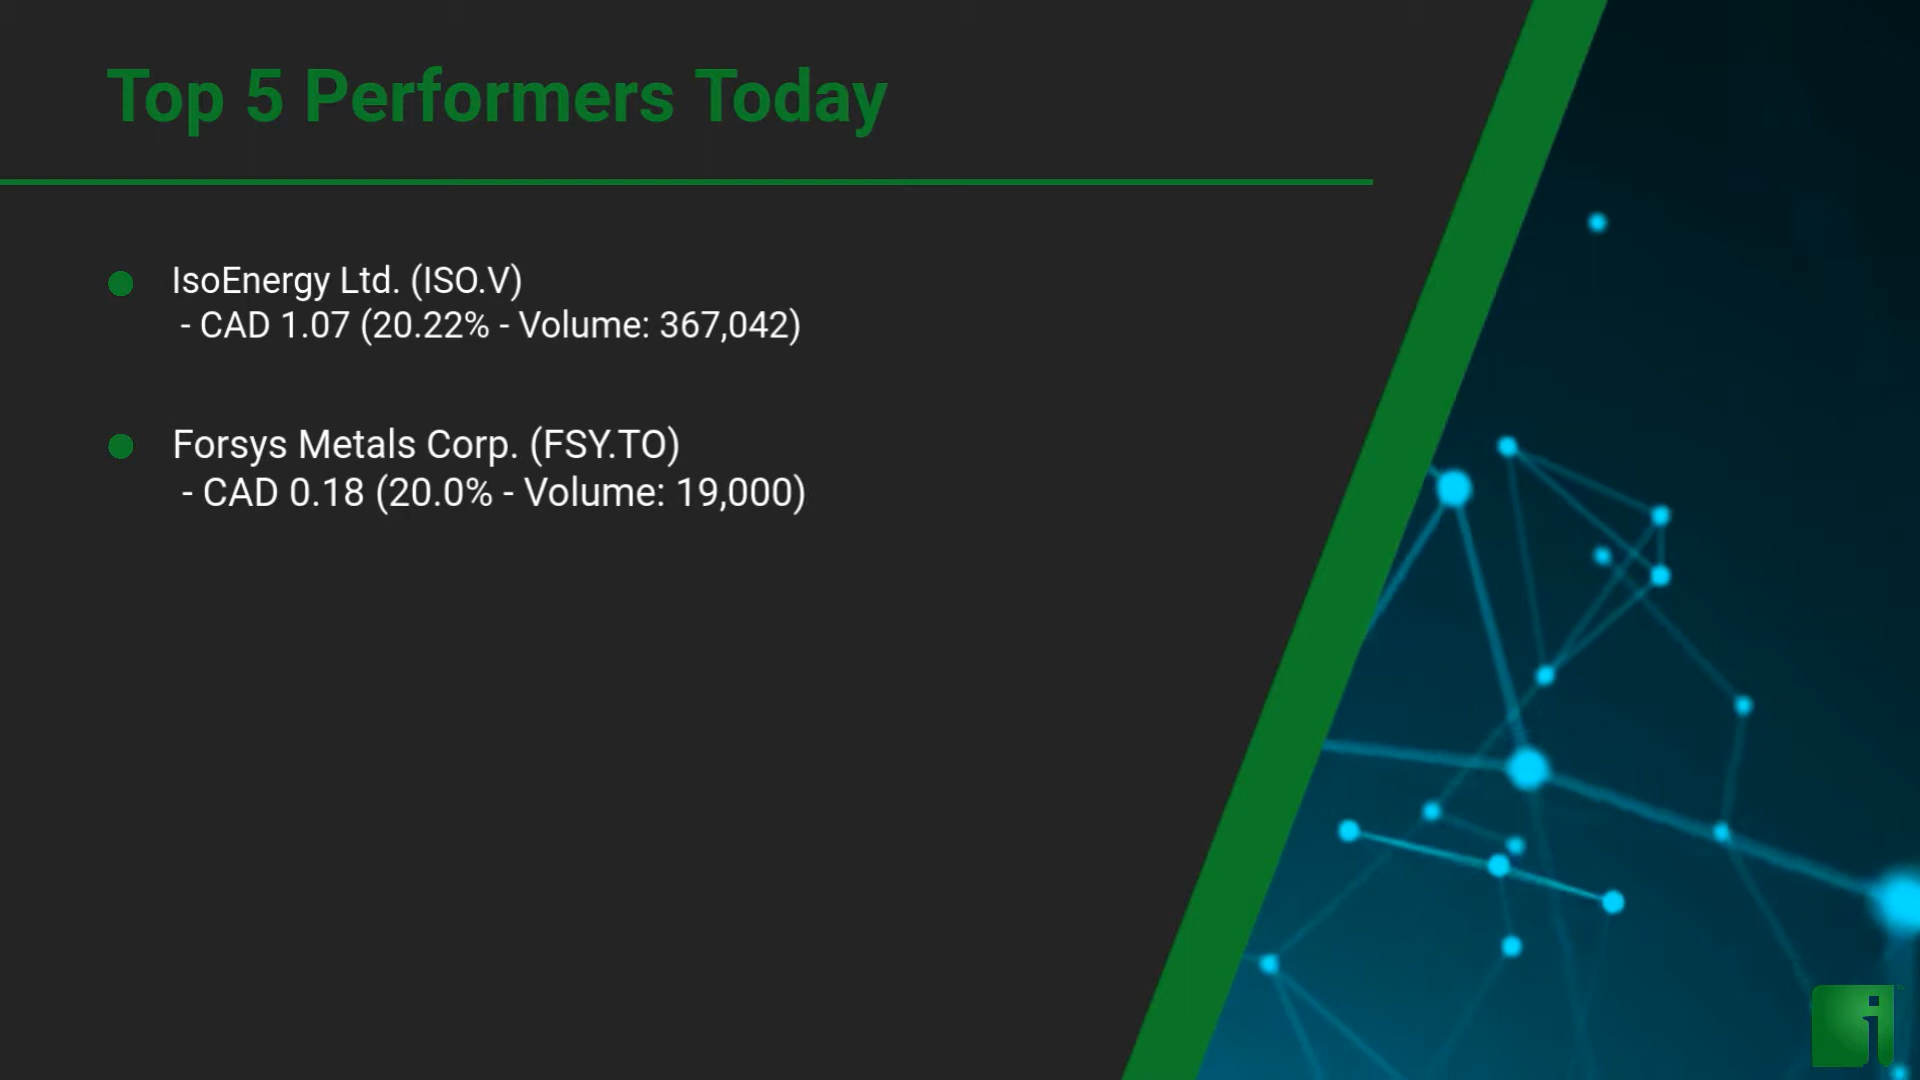 Top 5 Performers Today
IsoEnergy Ltd. (ISO.V)
- CAD 1.07 (20.22% - Volume: 367,042)
Forsys Metals Corp. (FSY.TO)
- CAD 0.18 (20.0% - Volume: 19,000)
i